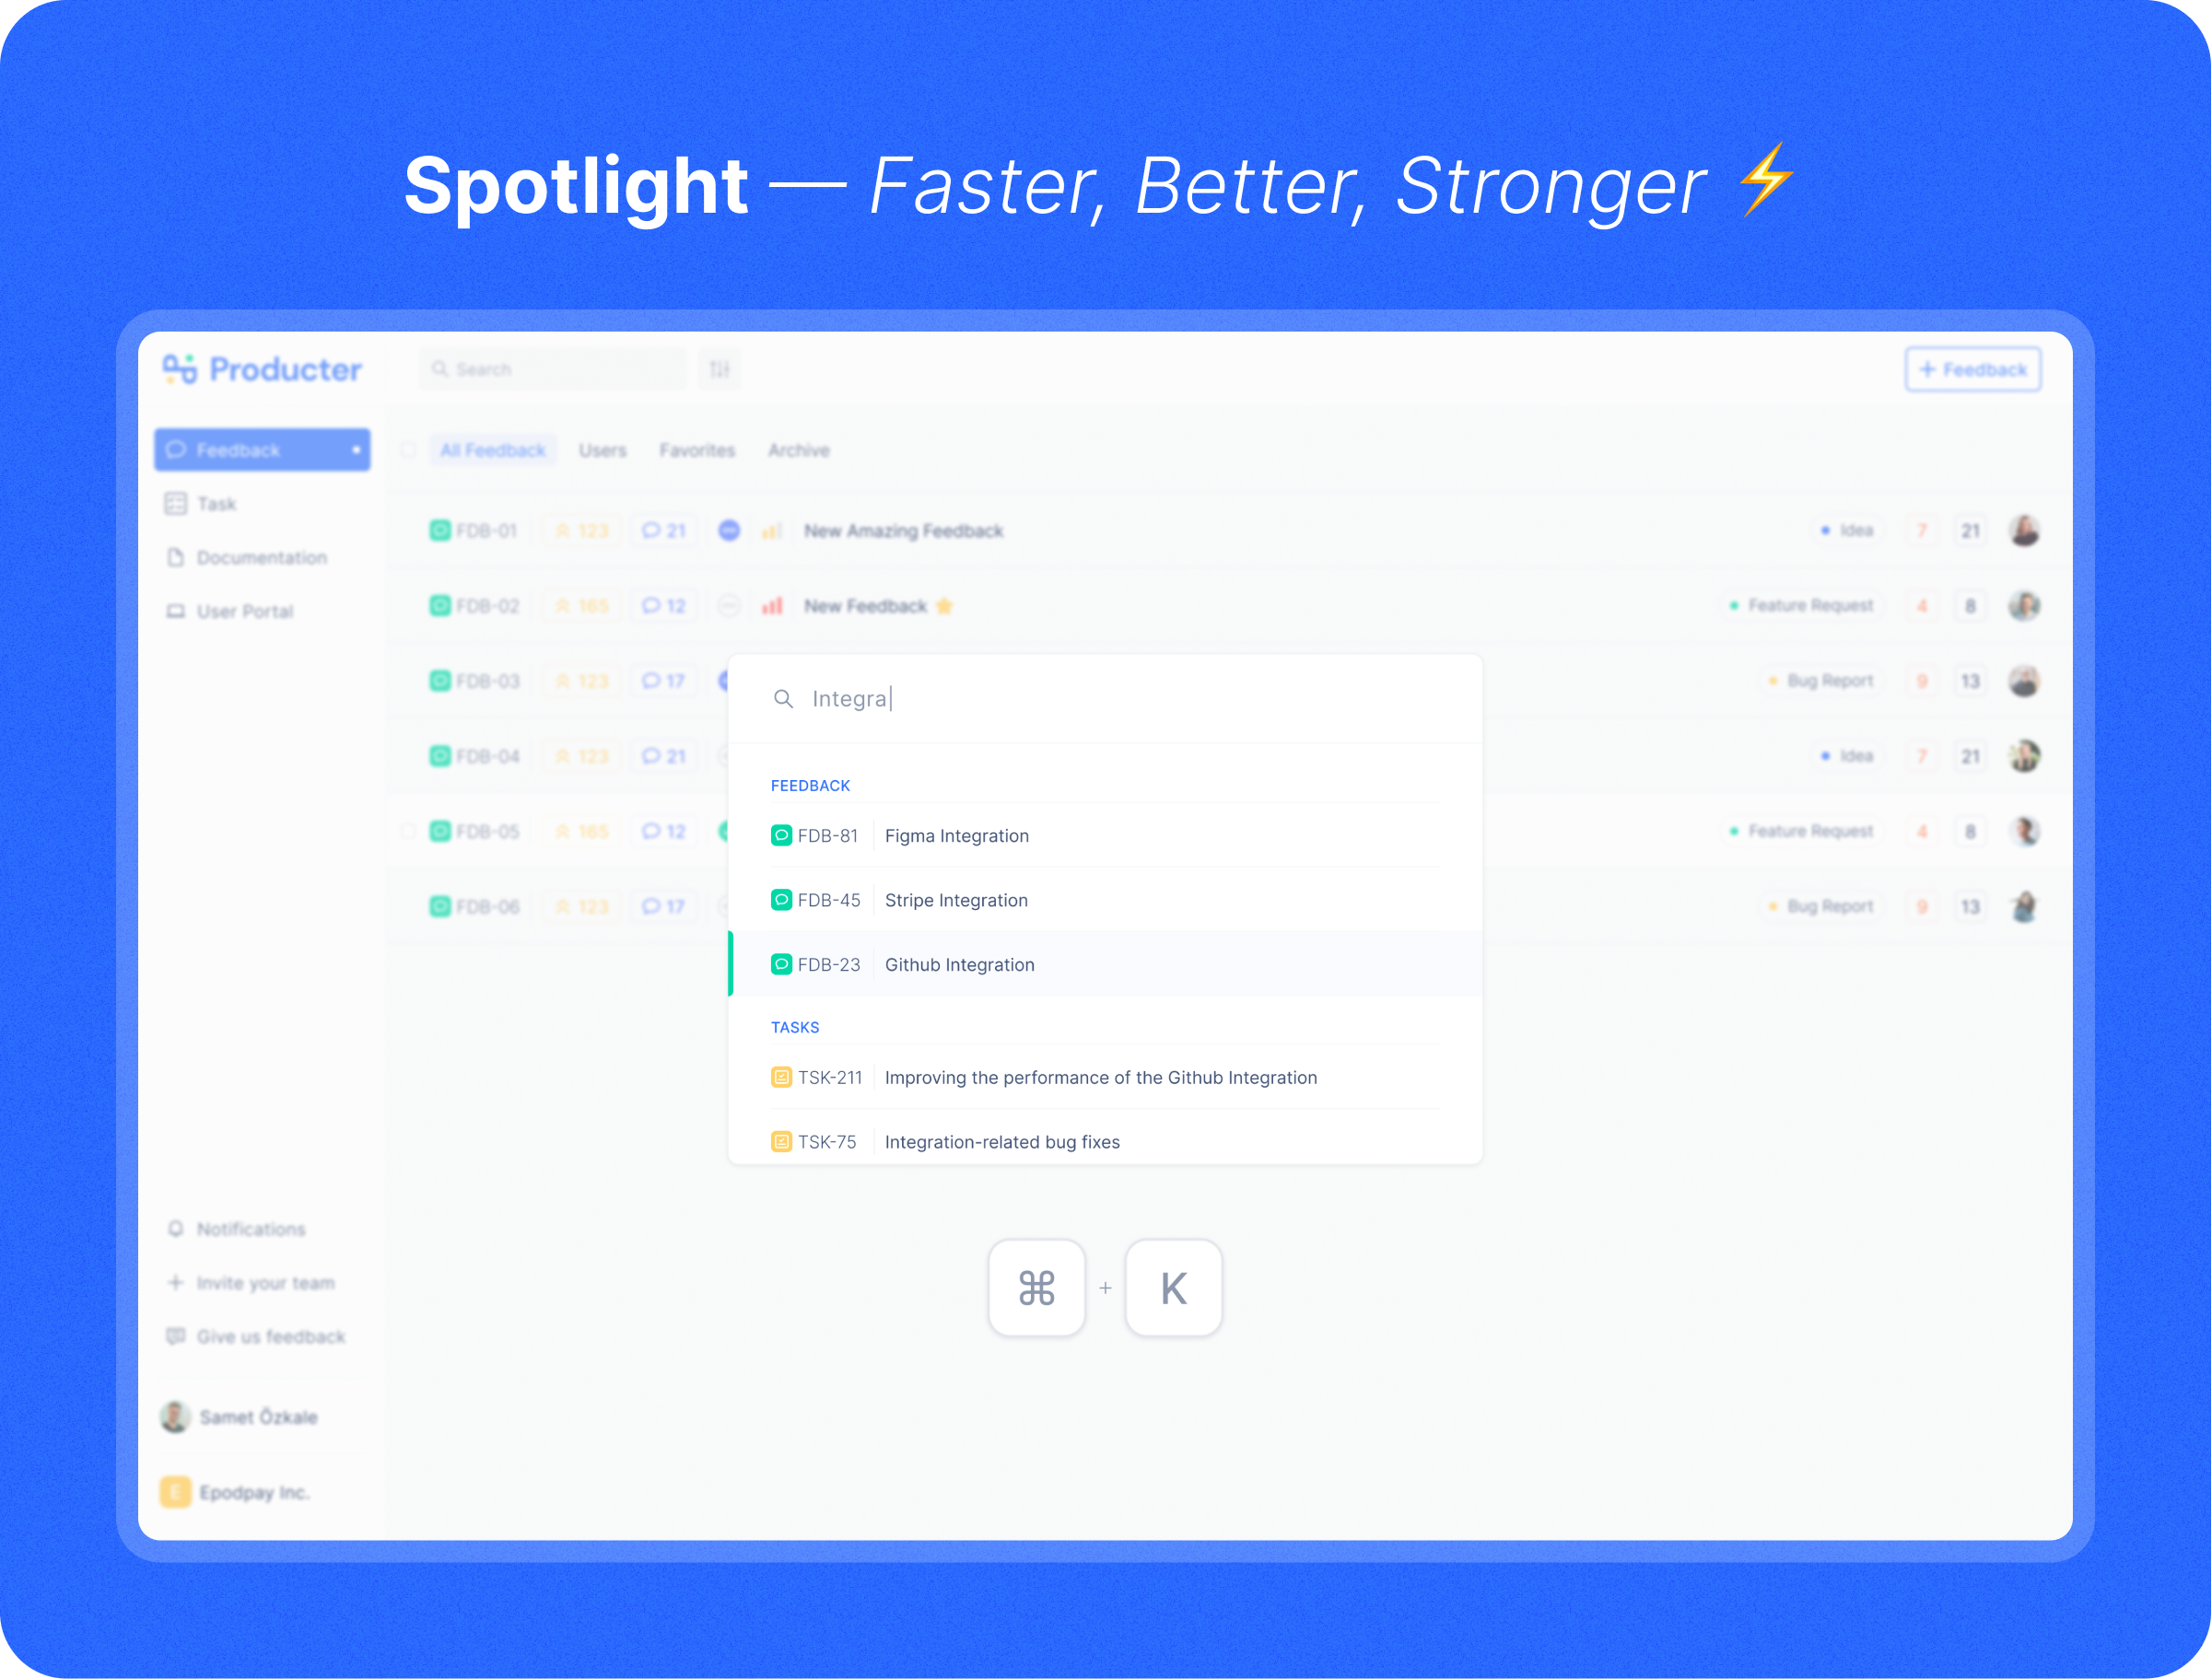 Spotlight — Faster, Better, Stronger ⚡
Producter
Search
+ Feedback
Feedback
Task
Documentation
User Portal
All Feedback Users Favorites Archive
FDB-01 123 21 New Amazing Feedback Idea 7 21
FDB-02 165 12 New Feedback ⭐ Feature Request 4 8
FDB-03 123 17 Bug Report 9 13
FDB-04 123 21 Idea 7 21
FDB-05 165 12 Feature Request 4 8
FDB-06 123 17 Bug Report 9 13
Integra
FEEDBACK
FDB-81 Figma Integration
FDB-45 Stripe Integration
FDB-23 Github Integration
TASKS
TSK-211 Improving the performance of the Github Integration
TSK-75 Integration-related bug fixes
⌘ + K
Notifications
Invite your team
Give us feedback
Samet Özkale
E Epodpay Inc.